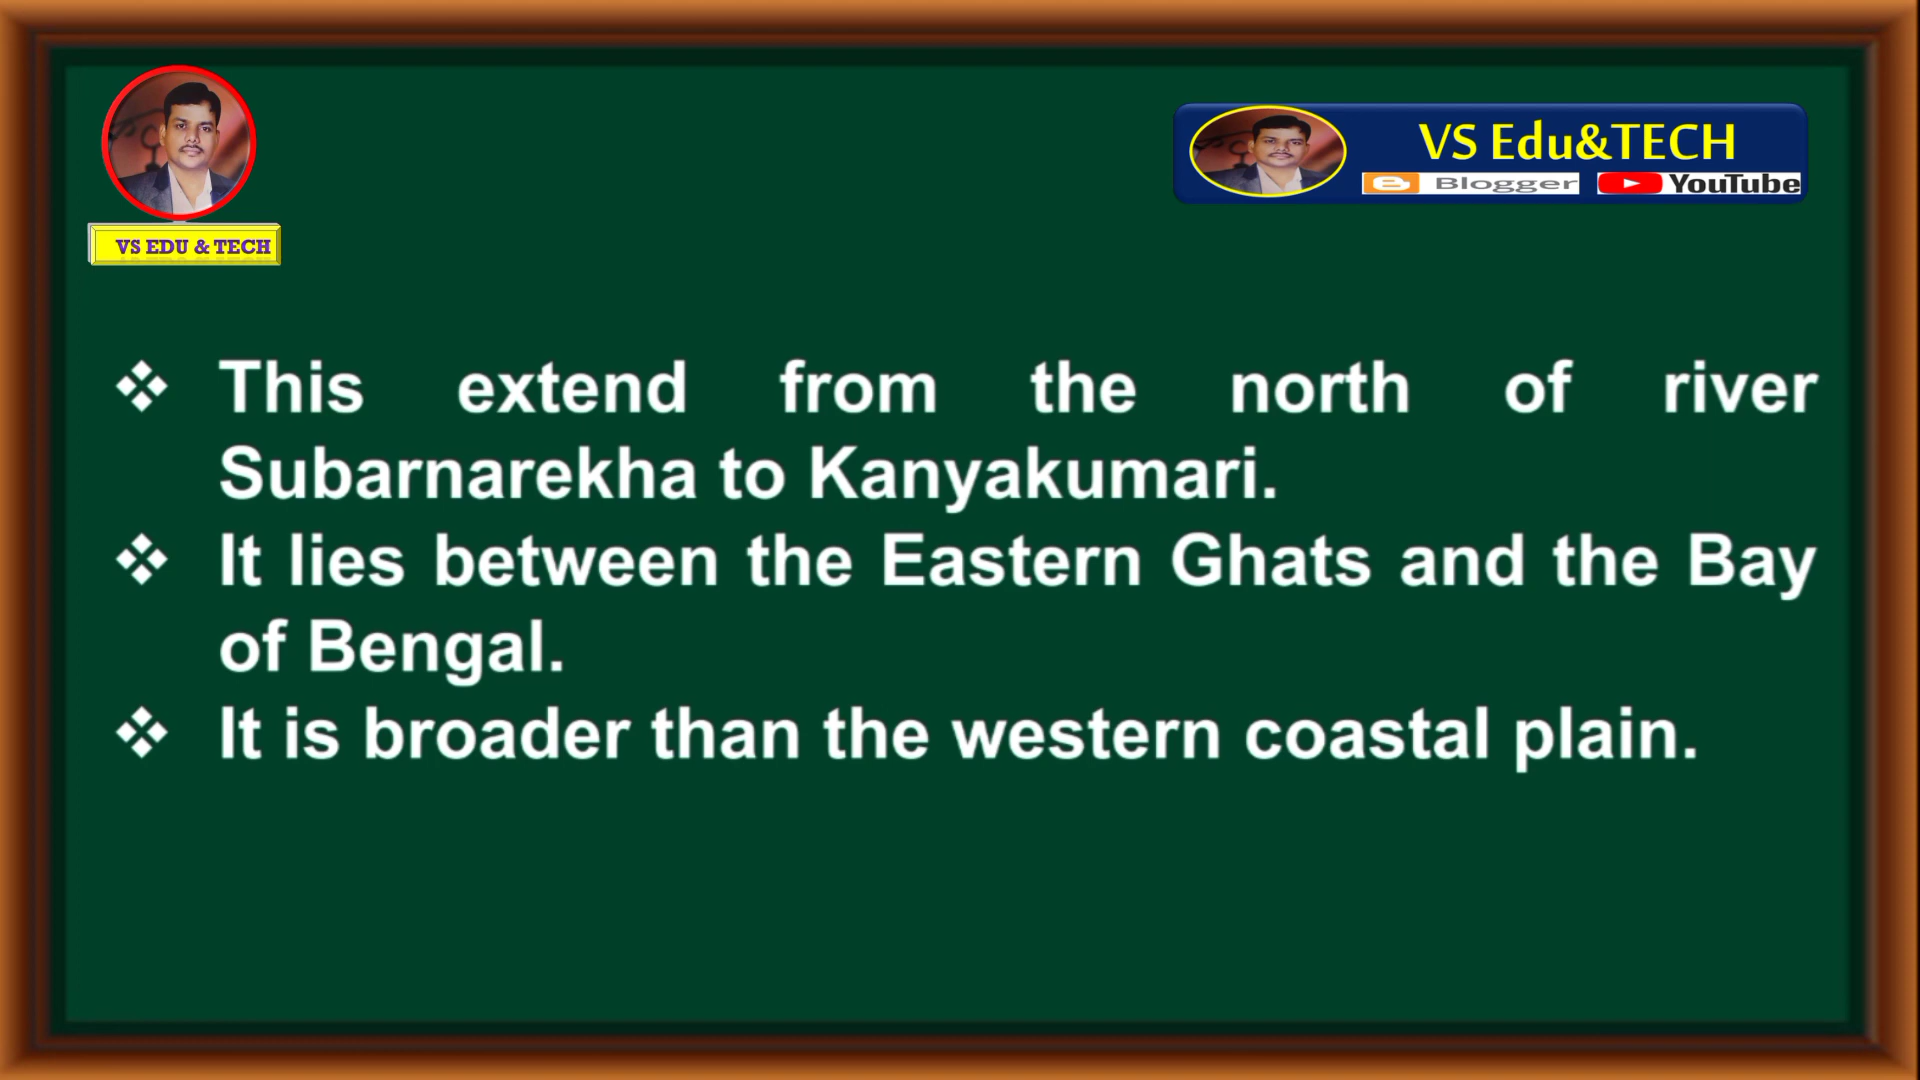 VS EDU & TECH
VS Edu&TECH
Blogger YouTube
This extend from the north of river
Subarnarekha to Kanyakumari.
It lies between the Eastern Ghats and the Bay
of Bengal.
It is broader than the western coastal plain.